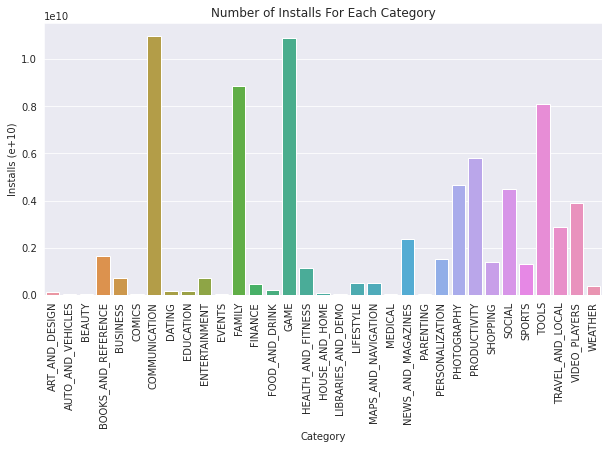 Number of Installs For Each Category
1e10
1.0
0.8
0.6
0.4
0.2
0.0
Installs (e+10)
ART_AND_DESIGN
AUTO_AND_VEHICLES
BEAUTY
BOOKS_AND_REFERENCE
BUSINESS
COMICS
COMMUNICATION
DATING
EDUCATION
ENTERTAINMENT
EVENTS
FAMILY
FINANCE
FOOD_AND_DRINK
GAME
HEALTH_AND_FITNESS
HOUSE_AND_HOME
LIBRARIES_AND_DEMO
LIFESTYLE
MAPS_AND_NAVIGATION
MEDICAL
NEWS_AND_MAGAZINES
PARENTING
PERSONALIZATION
PHOTOGRAPHY
PRODUCTIVITY
SHOPPING
SOCIAL
SPORTS
TOOLS
TRAVEL_AND_LOCAL
VIDEO_PLAYERS
WEATHER
Category